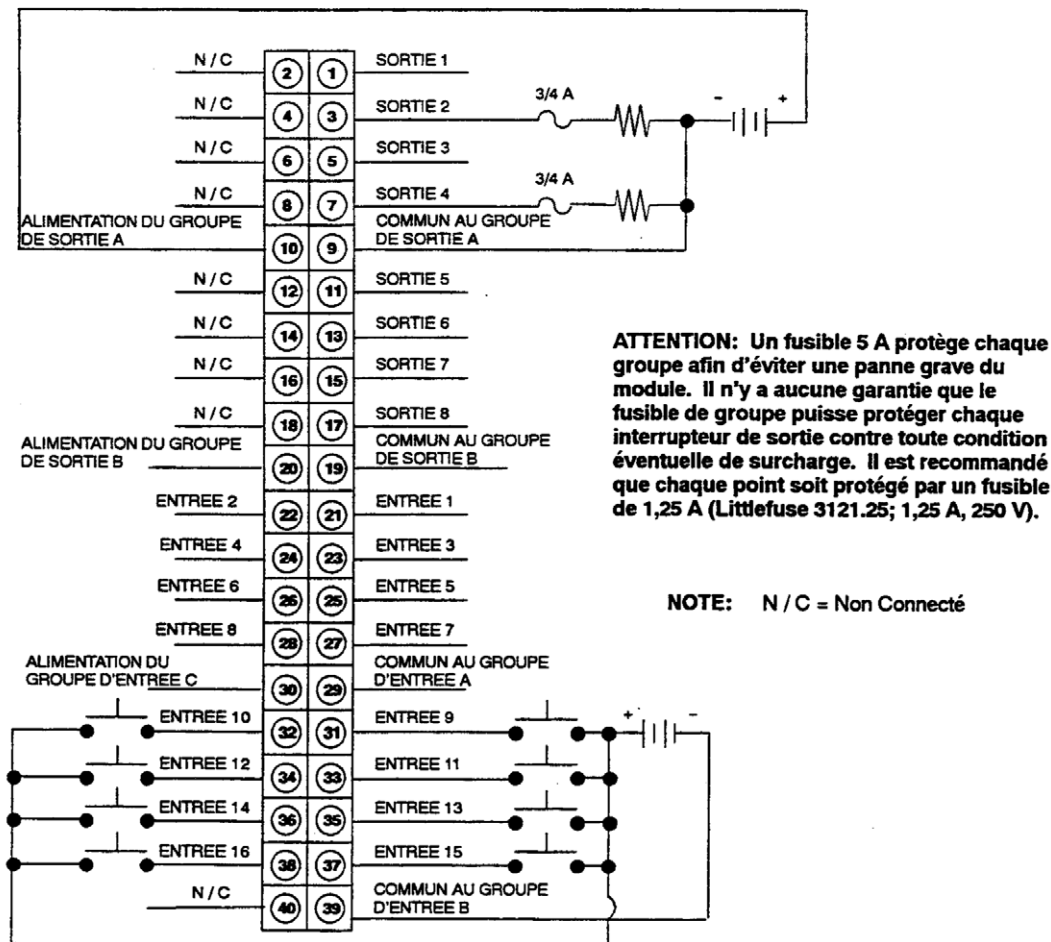 N / C 2 1 SORTIE 1
N / C 4 3 SORTIE 2 3/4 A - +
N / C 6 5 SORTIE 3
N / C 8 7 SORTIE 4 3/4 A
ALIMENTATION DU GROUPE
DE SORTIE A
10 9
COMMUN AU GROUPE
DE SORTIE A
N / C 12 11 SORTIE 5
N / C 14 13 SORTIE 6
N / C 16 15 SORTIE 7
N / C 18 17 SORTIE 8
ALIMENTATION DU GROUPE
DE SORTIE B
20 19
COMMUN AU GROUPE
DE SORTIE B
ENTREE 2 22 21 ENTREE 1
ENTREE 4 24 23 ENTREE 3
ENTREE 6 26 25 ENTREE 5
ENTREE 8 28 27 ENTREE 7
ALIMENTATION DU
GROUPE D'ENTREE C
30 29
COMMUN AU GROUPE
D'ENTREE A
ENTREE 10 32 31 ENTREE 9 + -
ENTREE 12 34 33 ENTREE 11
ENTREE 14 36 35 ENTREE 13
ENTREE 16 38 37 ENTREE 15
N / C 40 39
COMMUN AU GROUPE
D'ENTREE B
ATTENTION: Un fusible 5 A protège chaque
groupe afin d'éviter une panne grave du
module. Il n'y a aucune garantie que le
fusible de groupe puisse protéger chaque
interrupteur de sortie contre toute condition
éventuelle de surcharge. Il est recommandé
que chaque point soit protégé par un fusible
de 1,25 A (Littlefuse 3121.25; 1,25 A, 250 V).
NOTE: N / C = Non Connecté